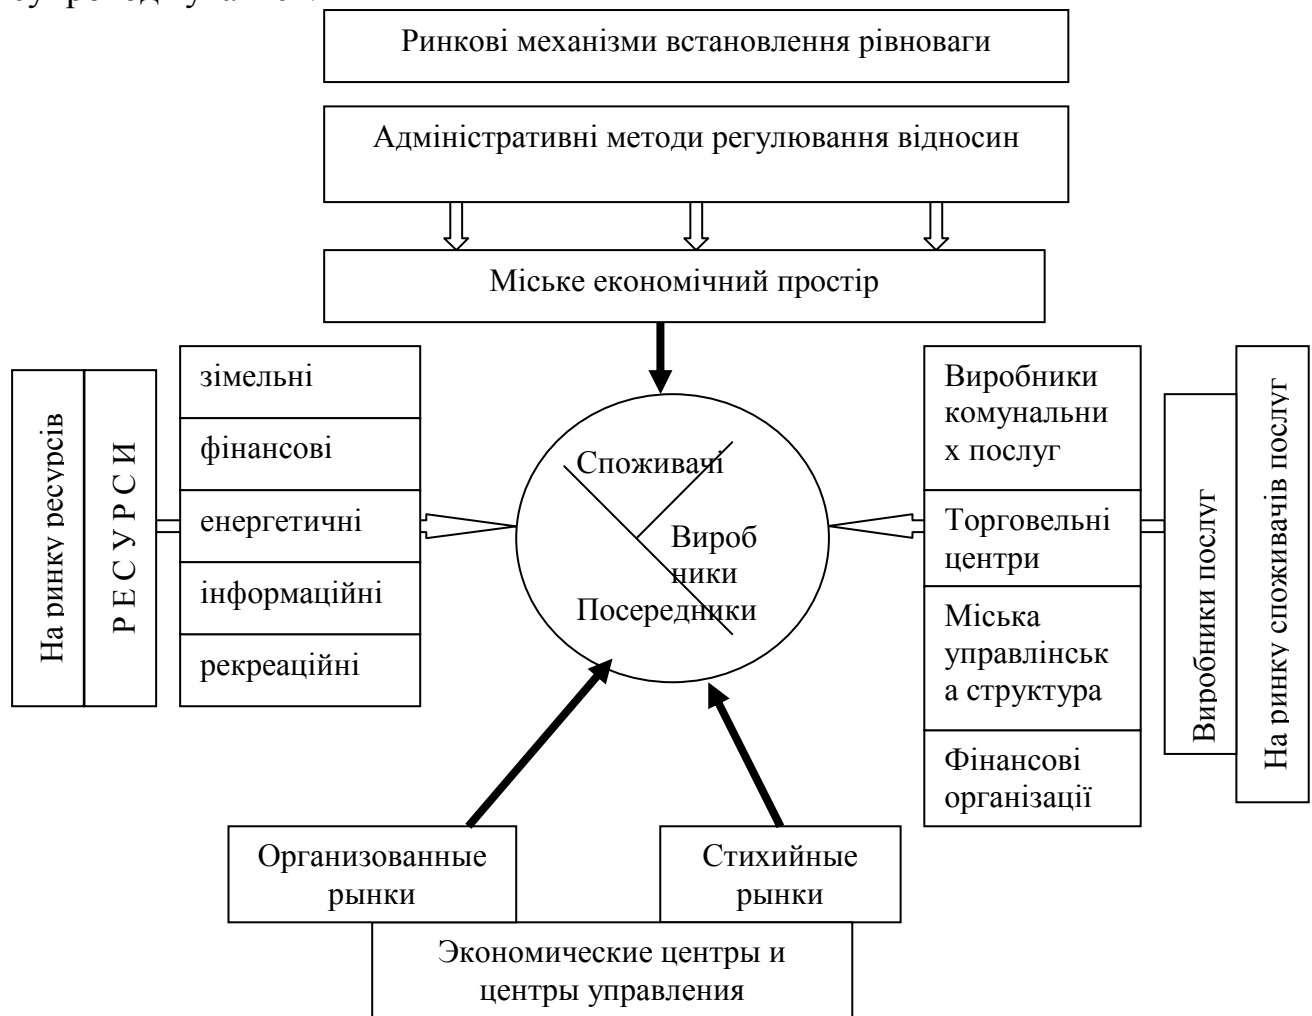 Ринкові механізми встановлення рівноваги
Адміністративні методи регулювання відносин
Міське економічний простір
На ринку ресурсів
Р Е С У Р С И
зімельні
фінансові
енергетичні
інформаційні
рекреаційні
Споживачі
Вироб
ники
Посередники
Виробники
комунальни
х послуг
Торговельні
центри
Міська
управлінськ
а структура
Фінансові
організації
Виробники послуг
На ринку споживачів послуг
Организованные
рынки
Стихийные
рынки
Экономические центры и
центры управления